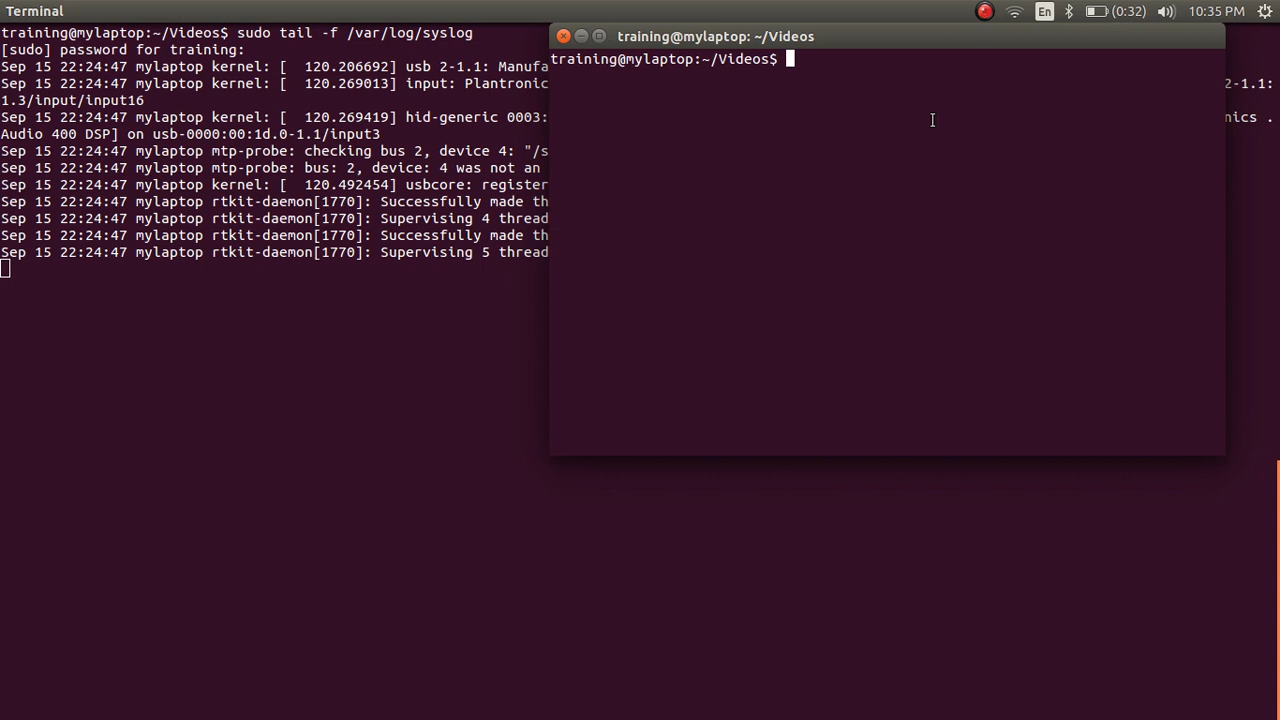 Terminal
En
(0:32)
10:35 PM
training@mylaptop:~/Videos$ sudo tail -f /var/log/syslog
[sudo] password for training:
Sep 15 22:24:47 mylaptop kernel: [  120.206692] usb 2-1.1: Manufa
Sep 15 22:24:47 mylaptop kernel: [  120.269013] input: Plantronic
2-1.1:
1.3/input/input16
Sep 15 22:24:47 mylaptop kernel: [  120.269419] hid-generic 0003:
nics .
Audio 400 DSP] on usb-0000:00:1d.0-1.1/input3
Sep 15 22:24:47 mylaptop mtp-probe: checking bus 2, device 4: "/s
Sep 15 22:24:47 mylaptop mtp-probe: bus: 2, device: 4 was not an
Sep 15 22:24:47 mylaptop kernel: [  120.492454] usbcore: register
Sep 15 22:24:47 mylaptop rtkit-daemon[1770]: Successfully made th
Sep 15 22:24:47 mylaptop rtkit-daemon[1770]: Supervising 4 thread
Sep 15 22:24:47 mylaptop rtkit-daemon[1770]: Successfully made th
Sep 15 22:24:47 mylaptop rtkit-daemon[1770]: Supervising 5 thread
training@mylaptop: ~/Videos
training@mylaptop:~/Videos$